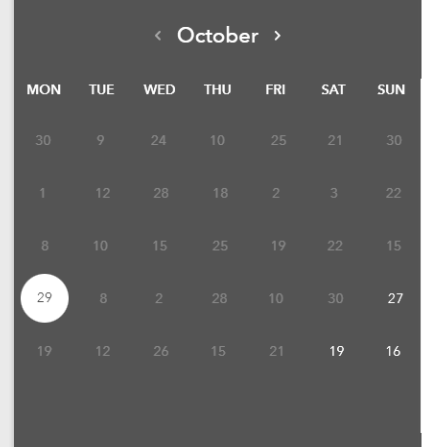 ‹ October ›
MON TUE WED THU FRI SAT SUN
30 9 24 10 25 21 30
1 12 28 18 2 3 22
8 10 15 25 19 22 15
29 8 2 28 10 30 27
19 12 26 15 21 19 16